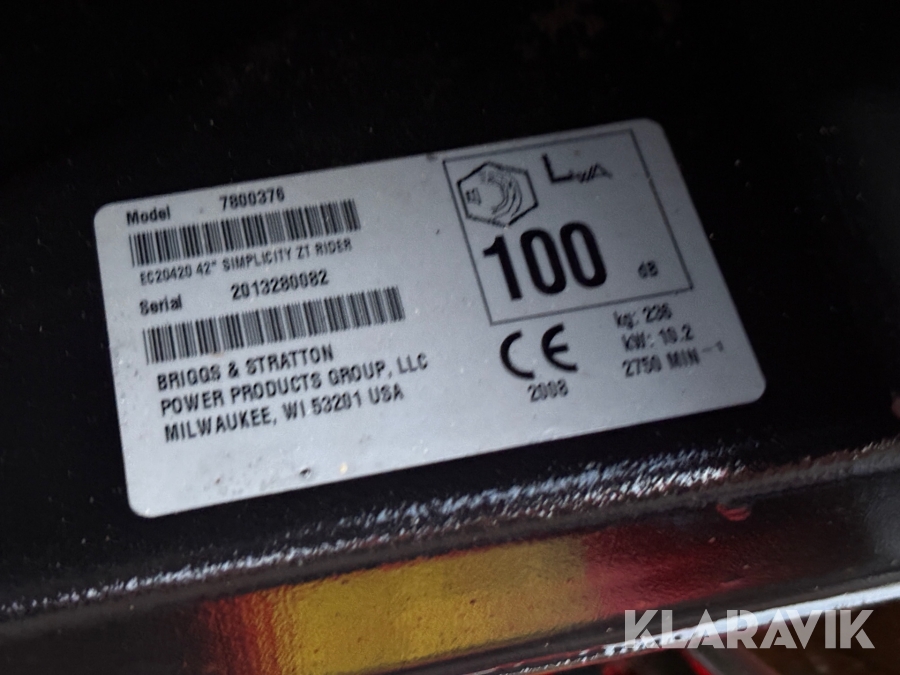 Model 7800376
EC20420 42" SIMPLICITY ZT RIDER
Serial 2013280082
BRIGGS & STRATTON
POWER PRODUCTS GROUP, LLC
MILWAUKEE, WI 53201 USA
LWA
100 dB
CE
2008
kg: 236
kW: 10.2
2750 MIN⁻¹
KLARAVIK